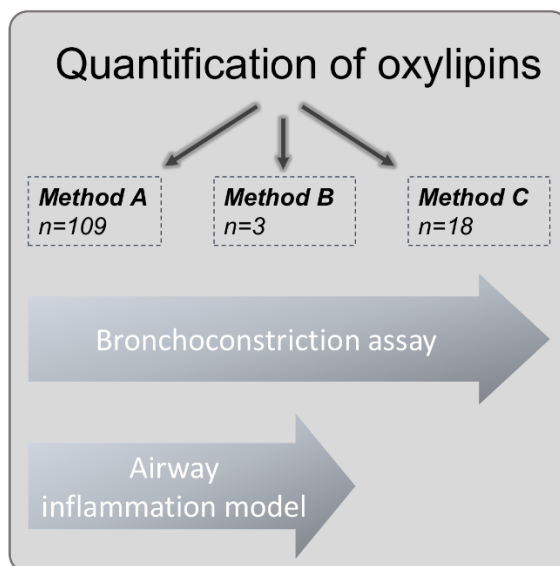 Quantification of oxylipins
Method A
n=109
Method B
n=3
Method C
n=18
Bronchoconstriction assay
Airway
inflammation model